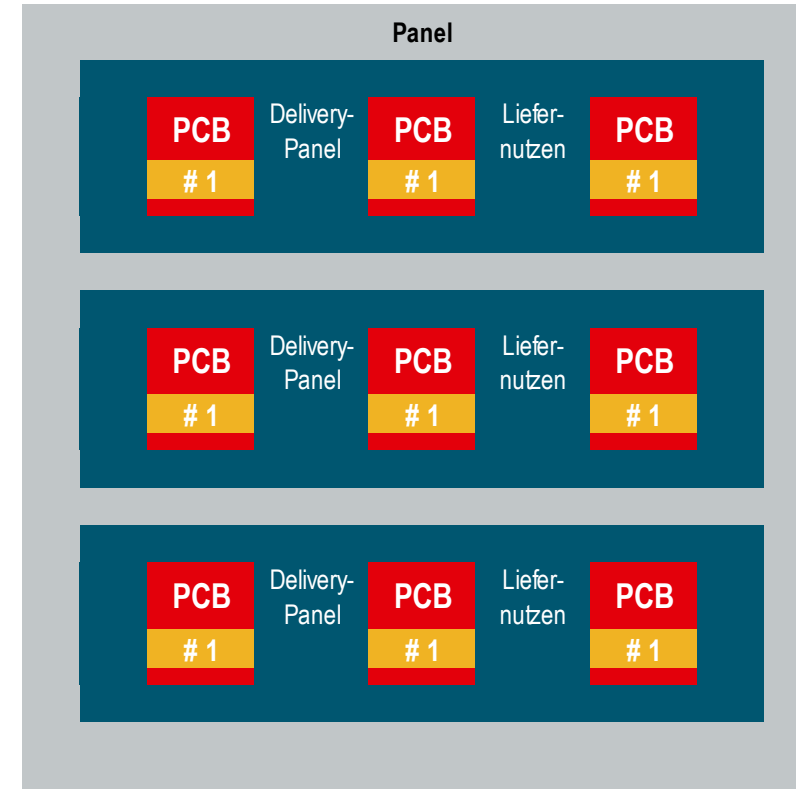 Panel
PCB
# 1
Delivery-
Panel
PCB
# 1
Liefer-
nutzen
PCB
# 1
PCB
# 1
Delivery-
Panel
PCB
# 1
Liefer-
nutzen
PCB
# 1
PCB
# 1
Delivery-
Panel
PCB
# 1
Liefer-
nutzen
PCB
# 1